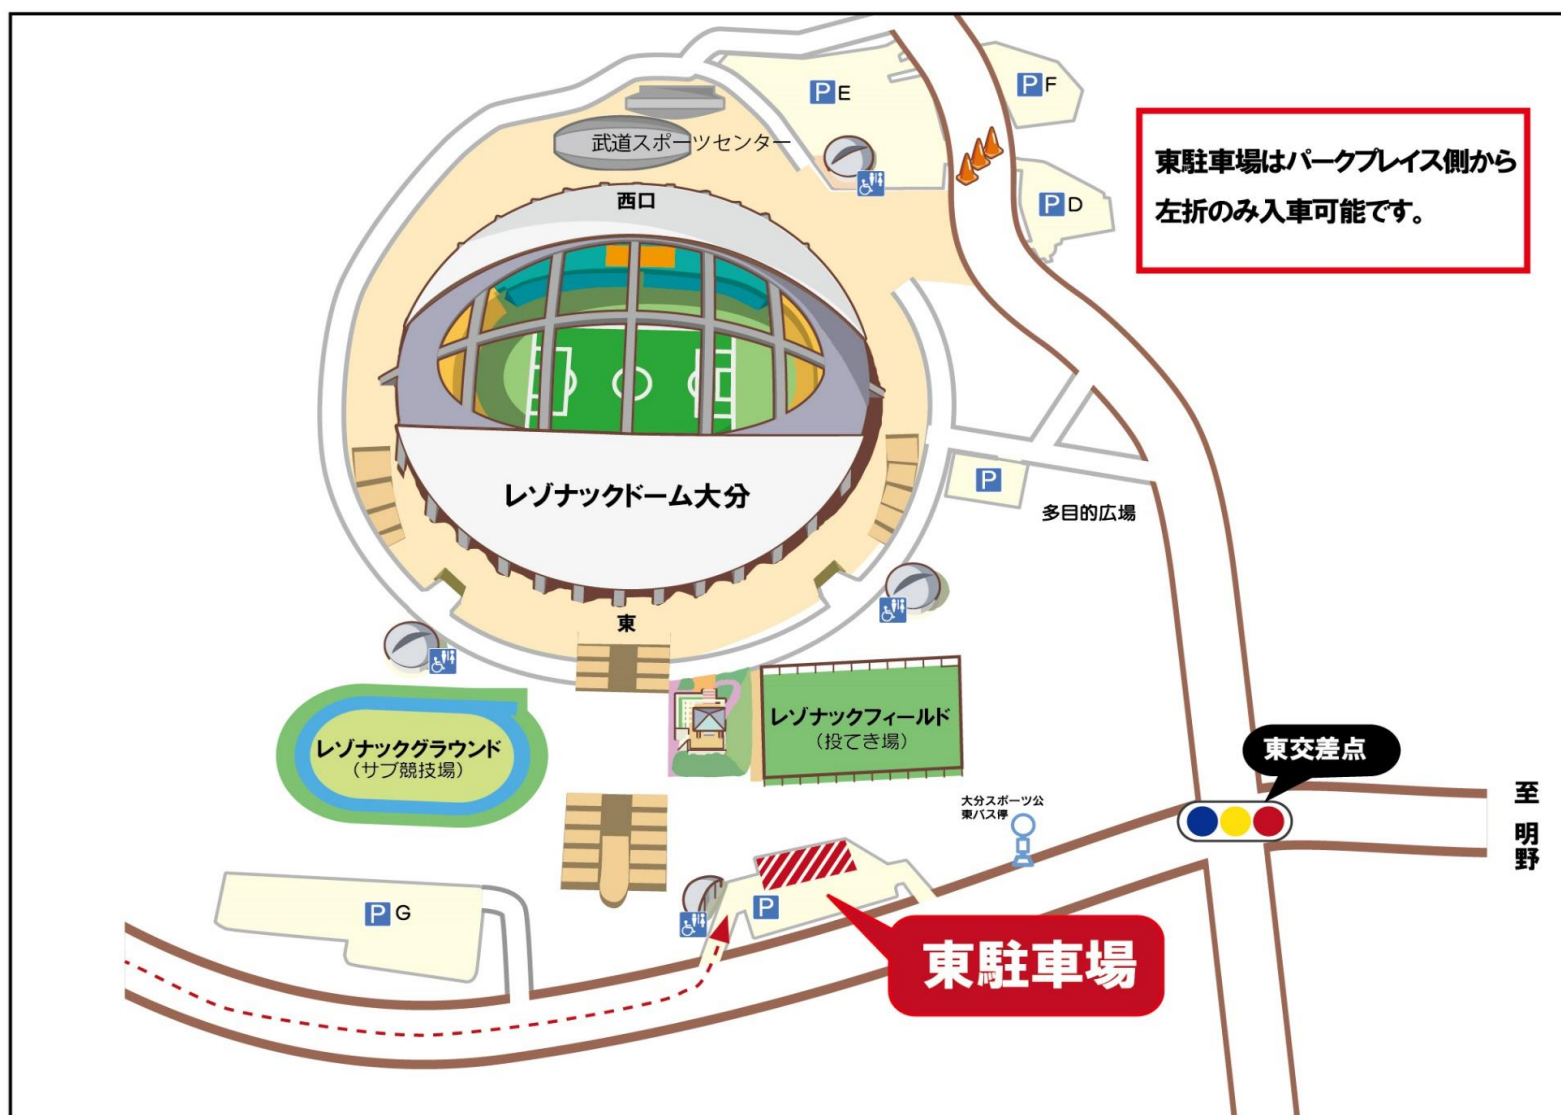 P E
P F
武道スポーツセンター
東駐車場はパークプレイス側から
左折のみ入車可能です。
西口
P D
レゾナックドーム大分
P
多目的広場
東
レゾナックグラウンド
(サブ競技場)
レゾナックフィールド
(投てき場)
東交差点
大分スポーツ公
東バス停
至 明野
P G
P
東駐車場